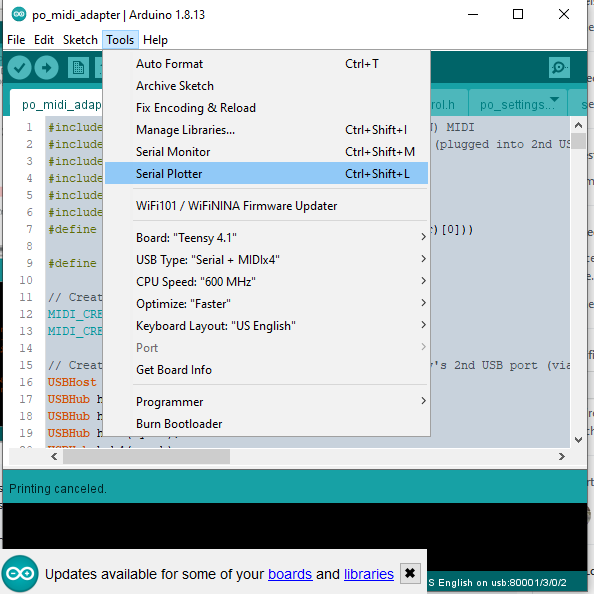 po_midi_adapter | Arduino 1.8.13
File Edit Sketch Tools Help
Auto Format Ctrl+T
Archive Sketch
Fix Encoding & Reload
Manage Libraries... Ctrl+Shift+I
Serial Monitor Ctrl+Shift+M
Serial Plotter Ctrl+Shift+L
WiFi101 / WiFiNINA Firmware Updater
Board: "Teensy 4.1"
USB Type: "Serial + MIDIx4"
CPU Speed: "600 MHz"
Optimize: "Faster"
Keyboard Layout: "US English"
Port
Get Board Info
Programmer
Burn Bootloader
po_midi_adap rol.h po_settings...
1 #include ) MIDI
2 #include (plugged into 2nd US
3 #include
4 #include
5 #include
6 #include
7 #define )[0]))
8
9 #define
10
11 // Creat
12 MIDI_CRE
13 MIDI_CRE
14
15 // Creat y's 2nd USB port (via
16 USBHost
17 USBHub h
18 USBHub h
19 USBHub h
Printing canceled.
Updates available for some of your boards and libraries
S English on usb:80001/3/0/2